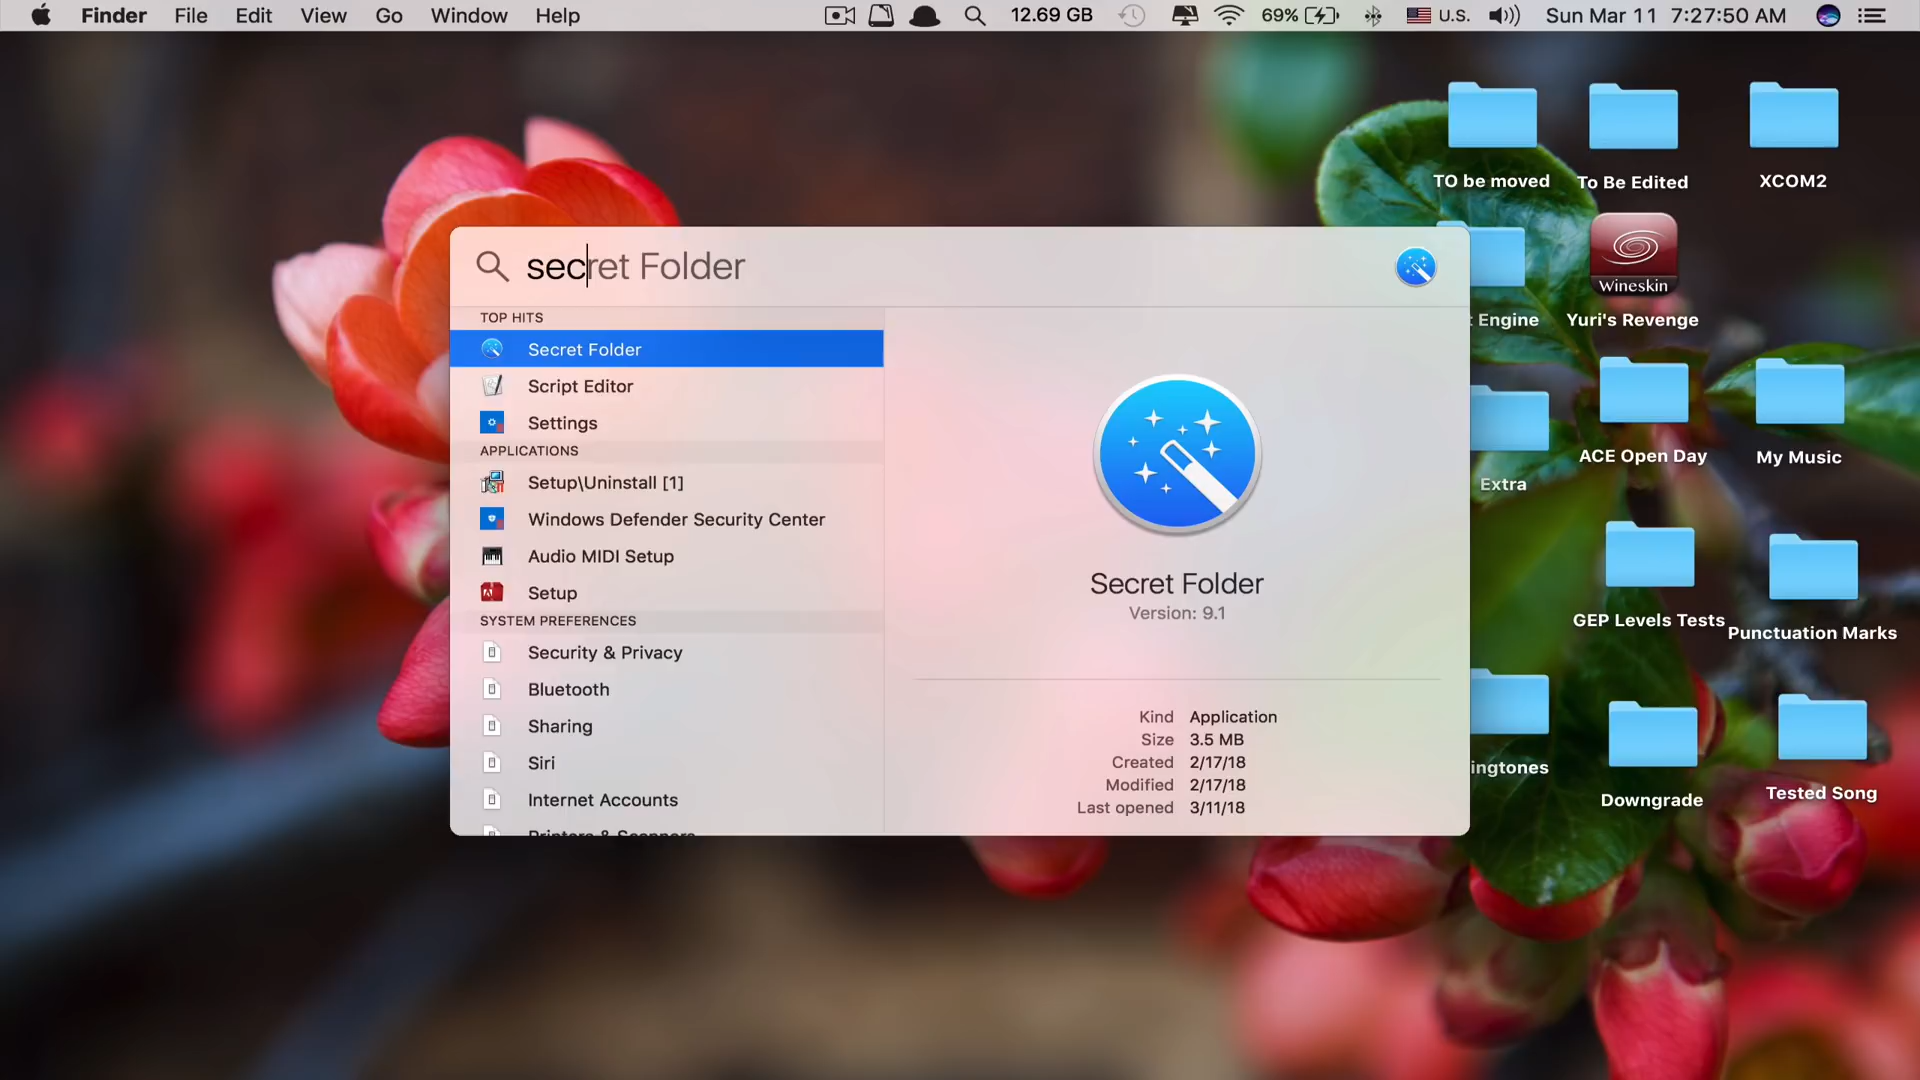 Finder File Edit View Go Window Help 12.69 GB 69% U.S. Sun Mar 11 7:27:50 AM
secret Folder
TOP HITS
Secret Folder
Script Editor
Settings
APPLICATIONS
Setup\Uninstall [1]
Windows Defender Security Center
Audio MIDI Setup
Setup
SYSTEM PREFERENCES
Security & Privacy
Bluetooth
Sharing
Siri
Internet Accounts
Printers & Scanners
Secret Folder
Version: 9.1
Kind Application
Size 3.5 MB
Created 2/17/18
Modified 2/17/18
Last opened 3/11/18
TO be moved
To Be Edited
XCOM2
Wineskin
Engine
Yuri's Revenge
Extra
ACE Open Day
My Music
GEP Levels Tests
Punctuation Marks
ingtones
Downgrade
Tested Song